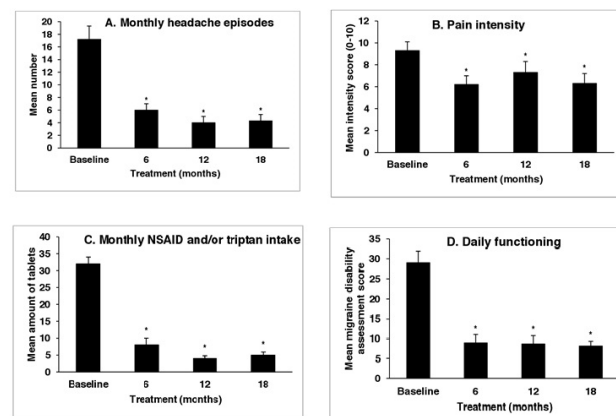 A. Monthly headache episodes
Mean number
20
18
16
14
12
10
8
6
4
2
0
* * *
Baseline 6 12 18
Treatment (months)
B. Pain intensity
Mean intensity score (0-10)
12
10
8
6
4
2
0
* * *
Baseline 6 12 18
Treatment (months)
C. Monthly NSAID and/or triptan intake
Mean amount of tablets
40
35
30
25
20
15
10
5
0
* * *
Baseline 6 12 18
Treatment (months)
D. Daily functioning
Mean migraine disability
assessment score
35
30
25
20
15
10
5
0
* * *
Baseline 6 12 18
Treatment (months)